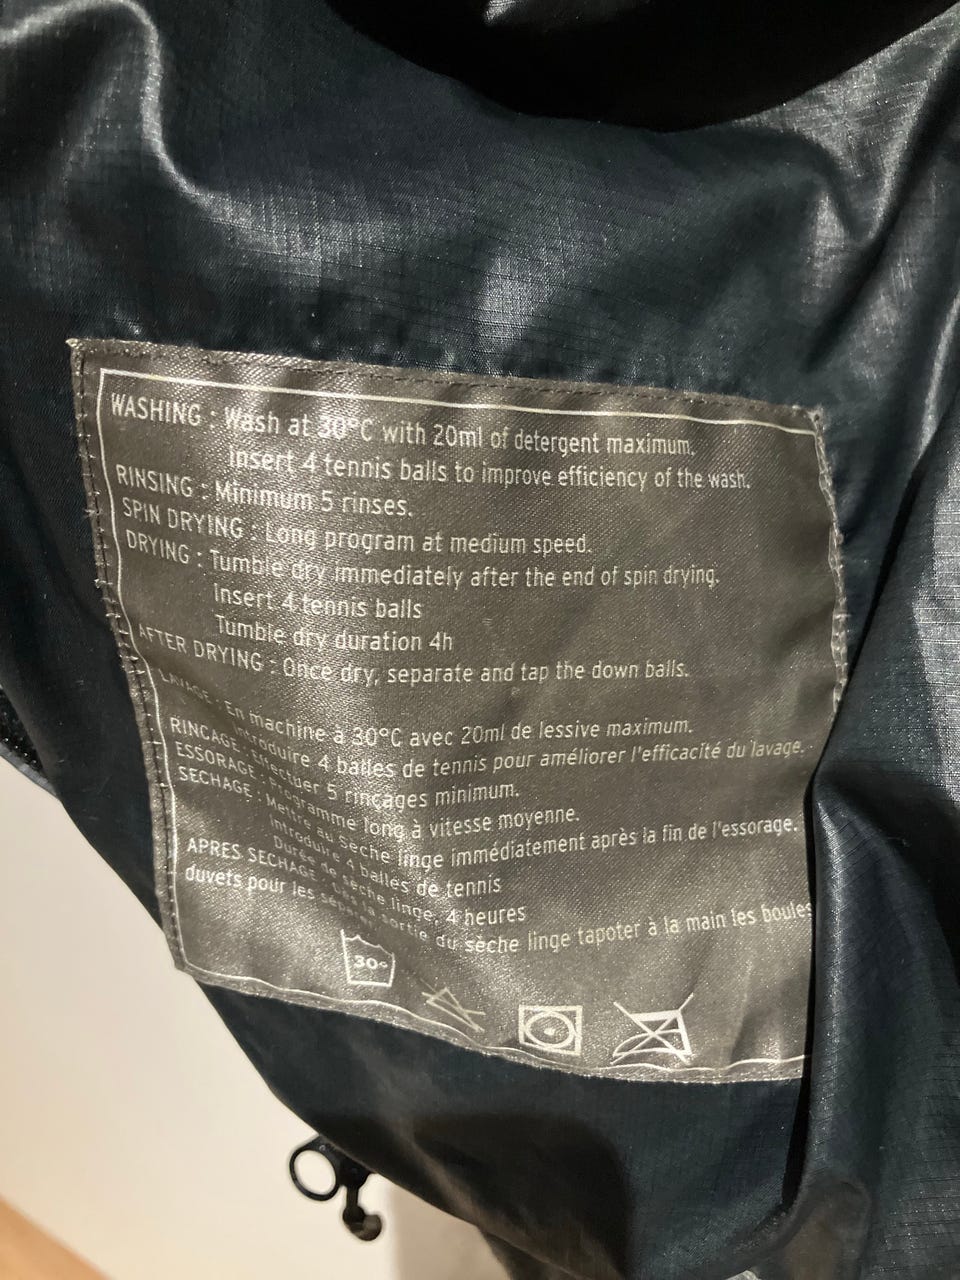 WASHING : Wash at 30°C with 20ml of detergent maximum.
Insert 4 tennis balls to improve efficiency of the wash.
RINSING : Minimum 5 rinses.
SPIN DRYING : Long program at medium speed.
DRYING : Tumble dry immediately after the end of spin drying.
Insert 4 tennis balls
Tumble dry duration 4h
AFTER DRYING : Once dry, separate and tap the down balls.
LAVAGE : En machine à 30°C avec 20ml de lessive maximum.
Introduire 4 balles de tennis pour améliorer l'efficacité du lavage.
RINCAGE : Effectuer 5 rinçages minimum.
ESSORAGE : Programme long à vitesse moyenne.
SECHAGE : Mettre au sèche linge immédiatement après la fin de l'essorage.
Introduire 4 balles de tennis
Durée de sèche linge, 4 heures
APRES SECHAGE : Dès la sortie du sèche linge tapoter à la main les boules
duvets pour les séparer
30°